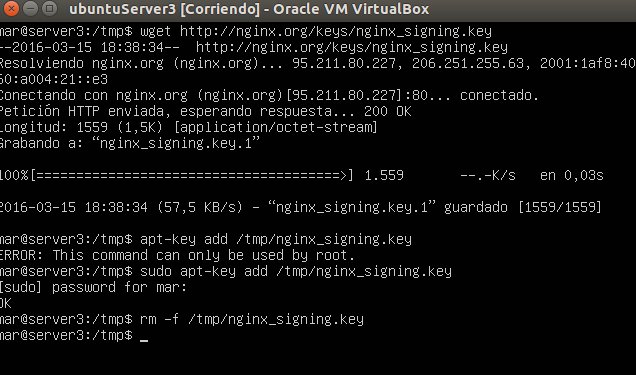 ubuntuServer3 [Corriendo] - Oracle VM VirtualBox
mar@server3:/tmp$ wget http://nginx.org/keys/nginx_signing.key
--2016-03-15 18:38:34--  http://nginx.org/keys/nginx_signing.key
Resolviendo nginx.org (nginx.org)... 95.211.80.227, 206.251.255.63, 2001:1af8:40
60:a004:21::e3
Conectando con nginx.org (nginx.org)[95.211.80.227]:80... conectado.
Petición HTTP enviada, esperando respuesta... 200 OK
Longitud: 1559 (1,5K) [application/octet-stream]
Grabando a: “nginx_signing.key.1”
100%[======================================>] 1.559       --.-K/s   en 0,03s
2016-03-15 18:38:34 (57,5 KB/s) - “nginx_signing.key.1” guardado [1559/1559]
mar@server3:/tmp$ apt-key add /tmp/nginx_signing.key
ERROR: This command can only be used by root.
mar@server3:/tmp$ sudo apt-key add /tmp/nginx_signing.key
[sudo] password for mar:
OK
mar@server3:/tmp$ rm -f /tmp/nginx_signing.key
mar@server3:/tmp$ _